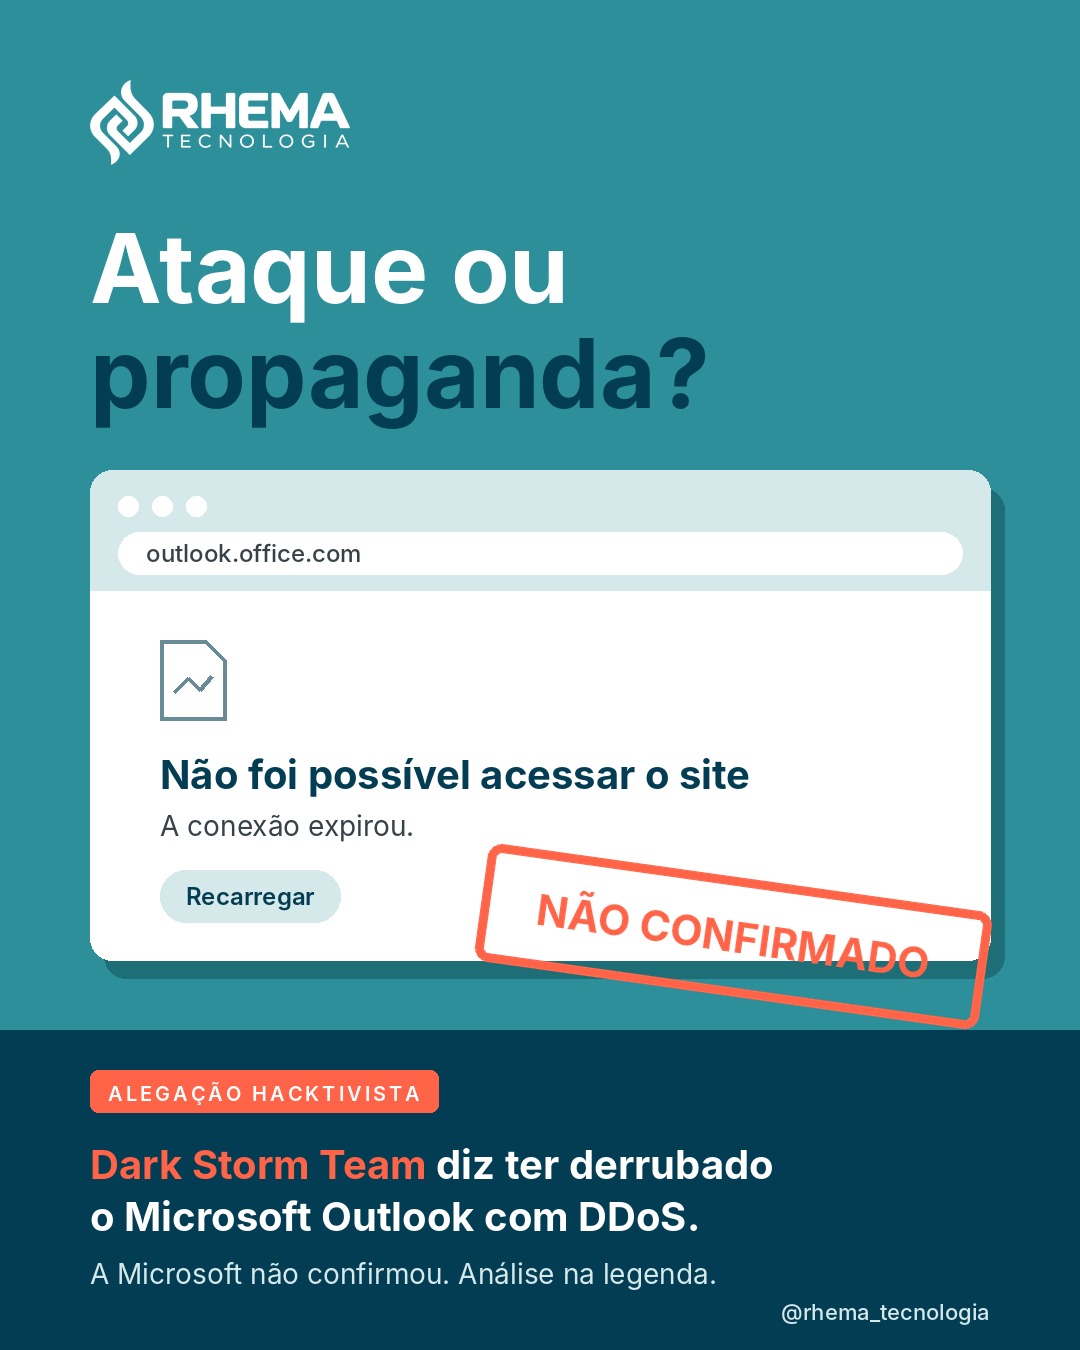 RHEMA
TECNOLOGIA
Ataque ou
propaganda?
outlook.office.com
Não foi possível acessar o site
A conexão expirou.
Recarregar
NÃO CONFIRMADO
ALEGAÇÃO HACKTIVISTA
Dark Storm Team diz ter derrubado
o Microsoft Outlook com DDoS.
A Microsoft não confirmou. Análise na legenda.
@rhema_tecnologia